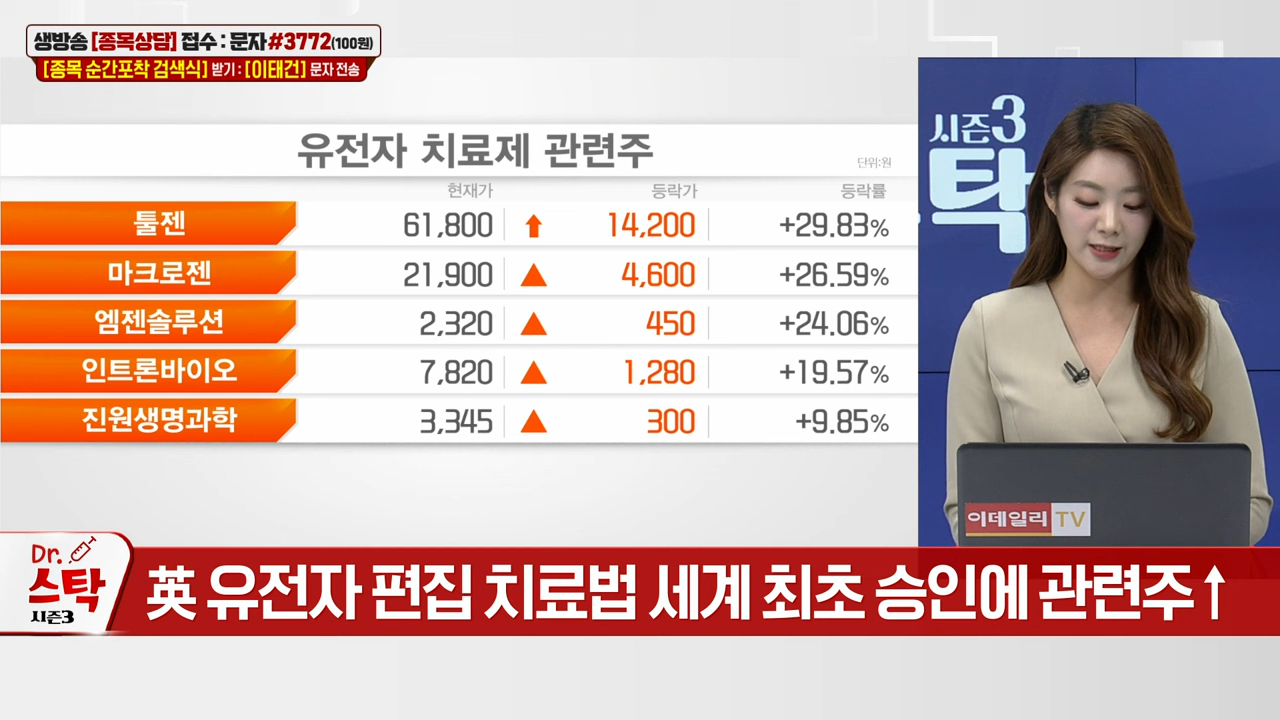 생방송 [종목상담] 접수 : 문자#3772(100원)
[종목 순간포착 검색식] 받기 : [이태건] 문자 전송
유전자 치료제 관련주
단위:원
현재가 등락가 등락률
툴젠 61,800 14,200 +29.83%
마크로젠 21,900 ▲ 4,600 +26.59%
엠젠솔루션 2,320 ▲ 450 +24.06%
인트론바이오 7,820 ▲ 1,280 +19.57%
진원생명과학 3,345 ▲ 300 +9.85%
시즌3
탁
이데일리 TV
Dr.
스탁
시즌3
英 유전자 편집 치료법 세계 최초 승인에 관련주↑